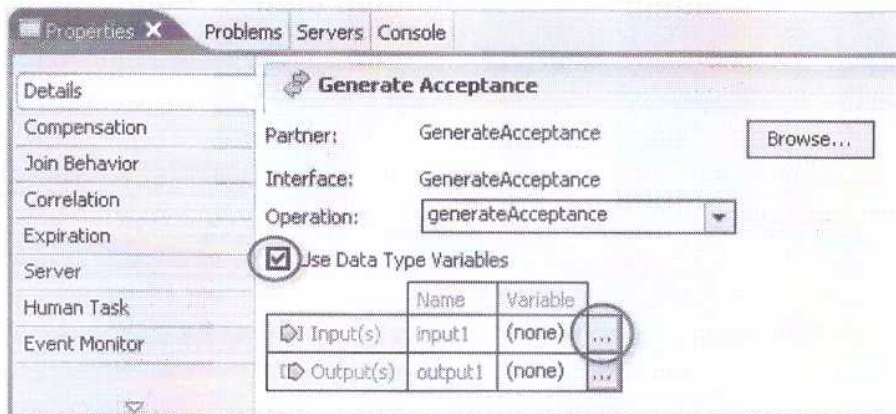 Properties Problems Servers Console
Details
Compensation
Join Behavior
Correlation
Expiration
Server
Human Task
Event Monitor
Generate Acceptance
Partner: GenerateAcceptance Browse...
Interface: GenerateAcceptance
Operation: generateAcceptance
Use Data Type Variables
Name Variable
Input(s) input1 (none) ...
Output(s) output1 (none) ...